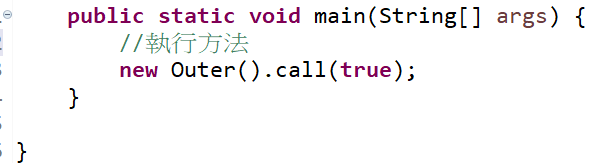 public static void main(String[] args) {
//執行方法
new Outer().call(true);
}
}